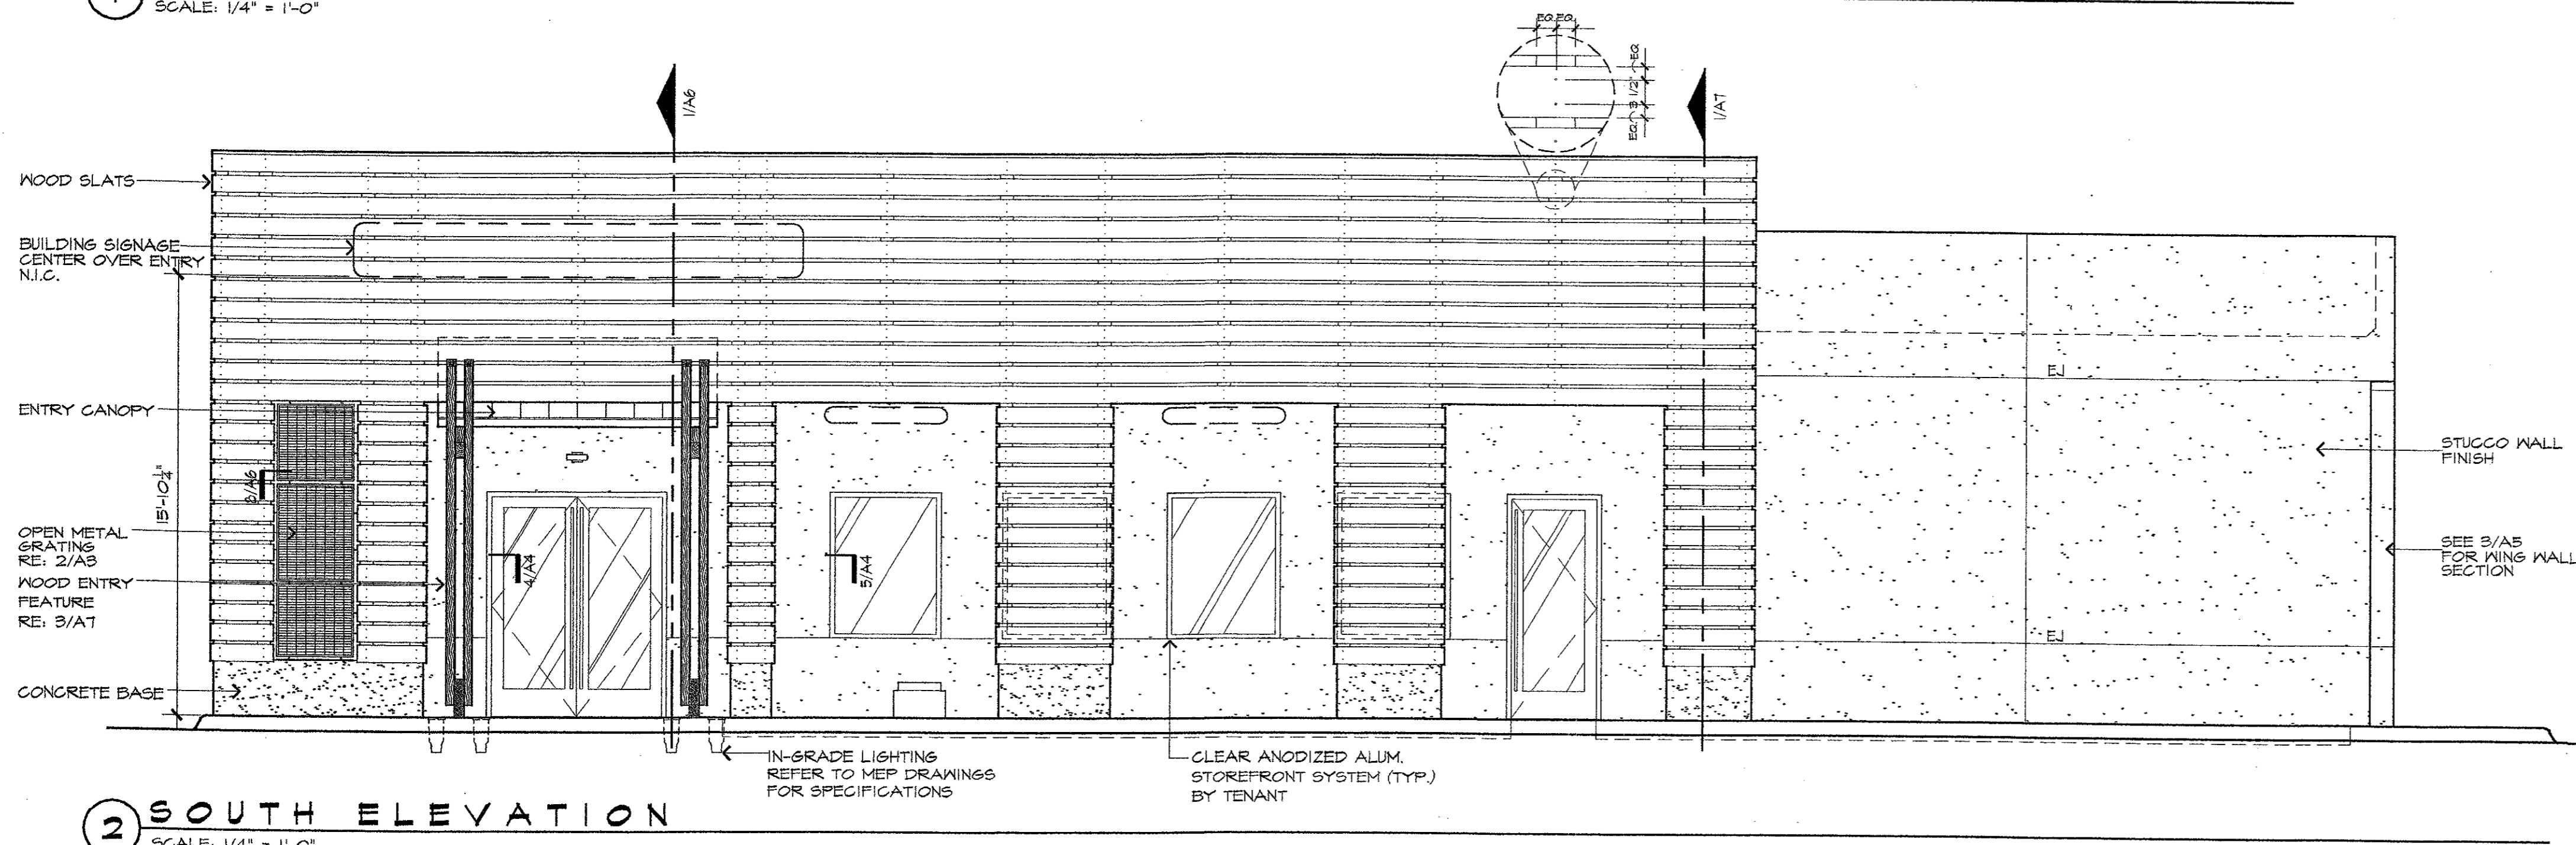 1
SCALE: 1/4" = 1'-0"
EQ. EQ.
EQ. 3 1/2" EQ
1/A6
1/A7
WOOD SLATS
BUILDING SIGNAGE
CENTER OVER ENTRY
N.I.C.
ENTRY CANOPY
15'-10 1/4"
3/A6
OPEN METAL
GRATING
RE: 2/A3
WOOD ENTRY
FEATURE
RE: 3/A7
CONCRETE BASE
4/A4
5/A4
EJ
EJ
STUCCO WALL
FINISH
SEE 3/A5
FOR WING WALL
SECTION
IN-GRADE LIGHTING
REFER TO MEP DRAWINGS
FOR SPECIFICATIONS
CLEAR ANODIZED ALUM.
STOREFRONT SYSTEM (TYP.)
BY TENANT
2 SOUTH ELEVATION
SCALE: 1/4" = 1'-0"